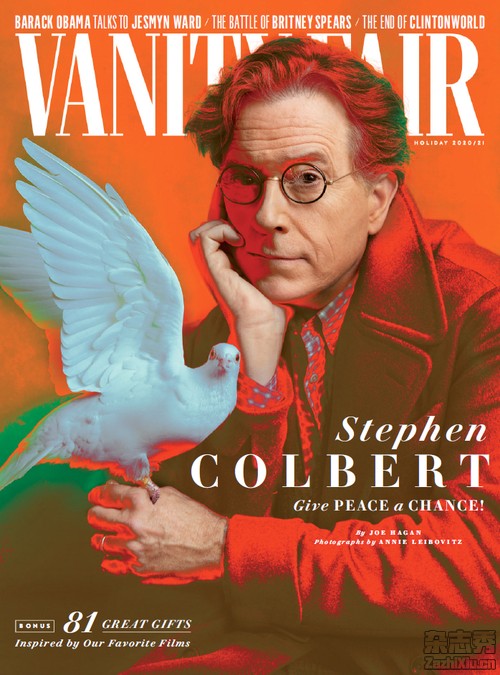 BARACK OBAMA TALKS TO JESMYN WARD / THE BATTLE OF BRITNEY SPEARS / THE END OF CLINTONWORLD
VANITY FAIR
HOLIDAY 2020/21
Stephen
COLBERT
Give PEACE a CHANCE!
By JOE HAGAN
Photographs by ANNIE LEIBOVITZ
BONUS 81 GREAT GIFTS
Inspired by Our Favorite Films
杂志秀
ZazhiXiu.cn